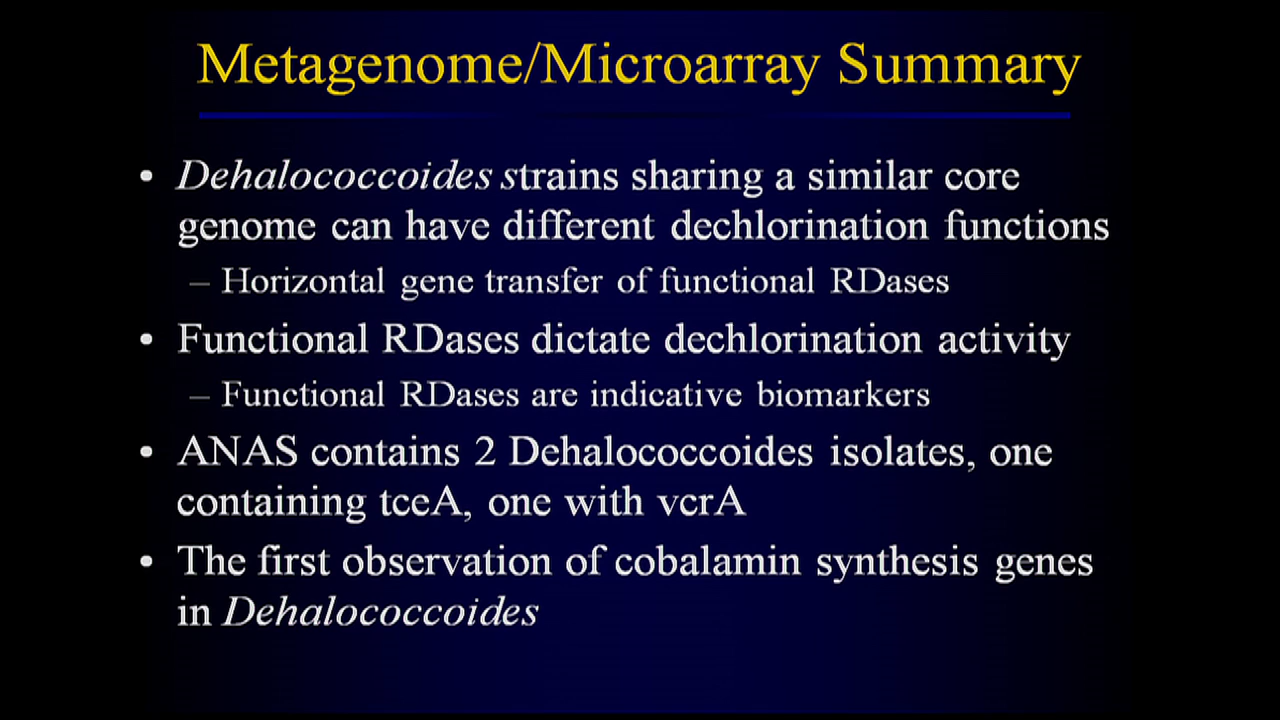 Metagenome/Microarray Summary
• Dehalococcoides strains sharing a similar core
genome can have different dechlorination functions
– Horizontal gene transfer of functional RDases
• Functional RDases dictate dechlorination activity
– Functional RDases are indicative biomarkers
• ANAS contains 2 Dehalococcoides isolates, one
containing tceA, one with vcrA
• The first observation of cobalamin synthesis genes
in Dehalococcoides